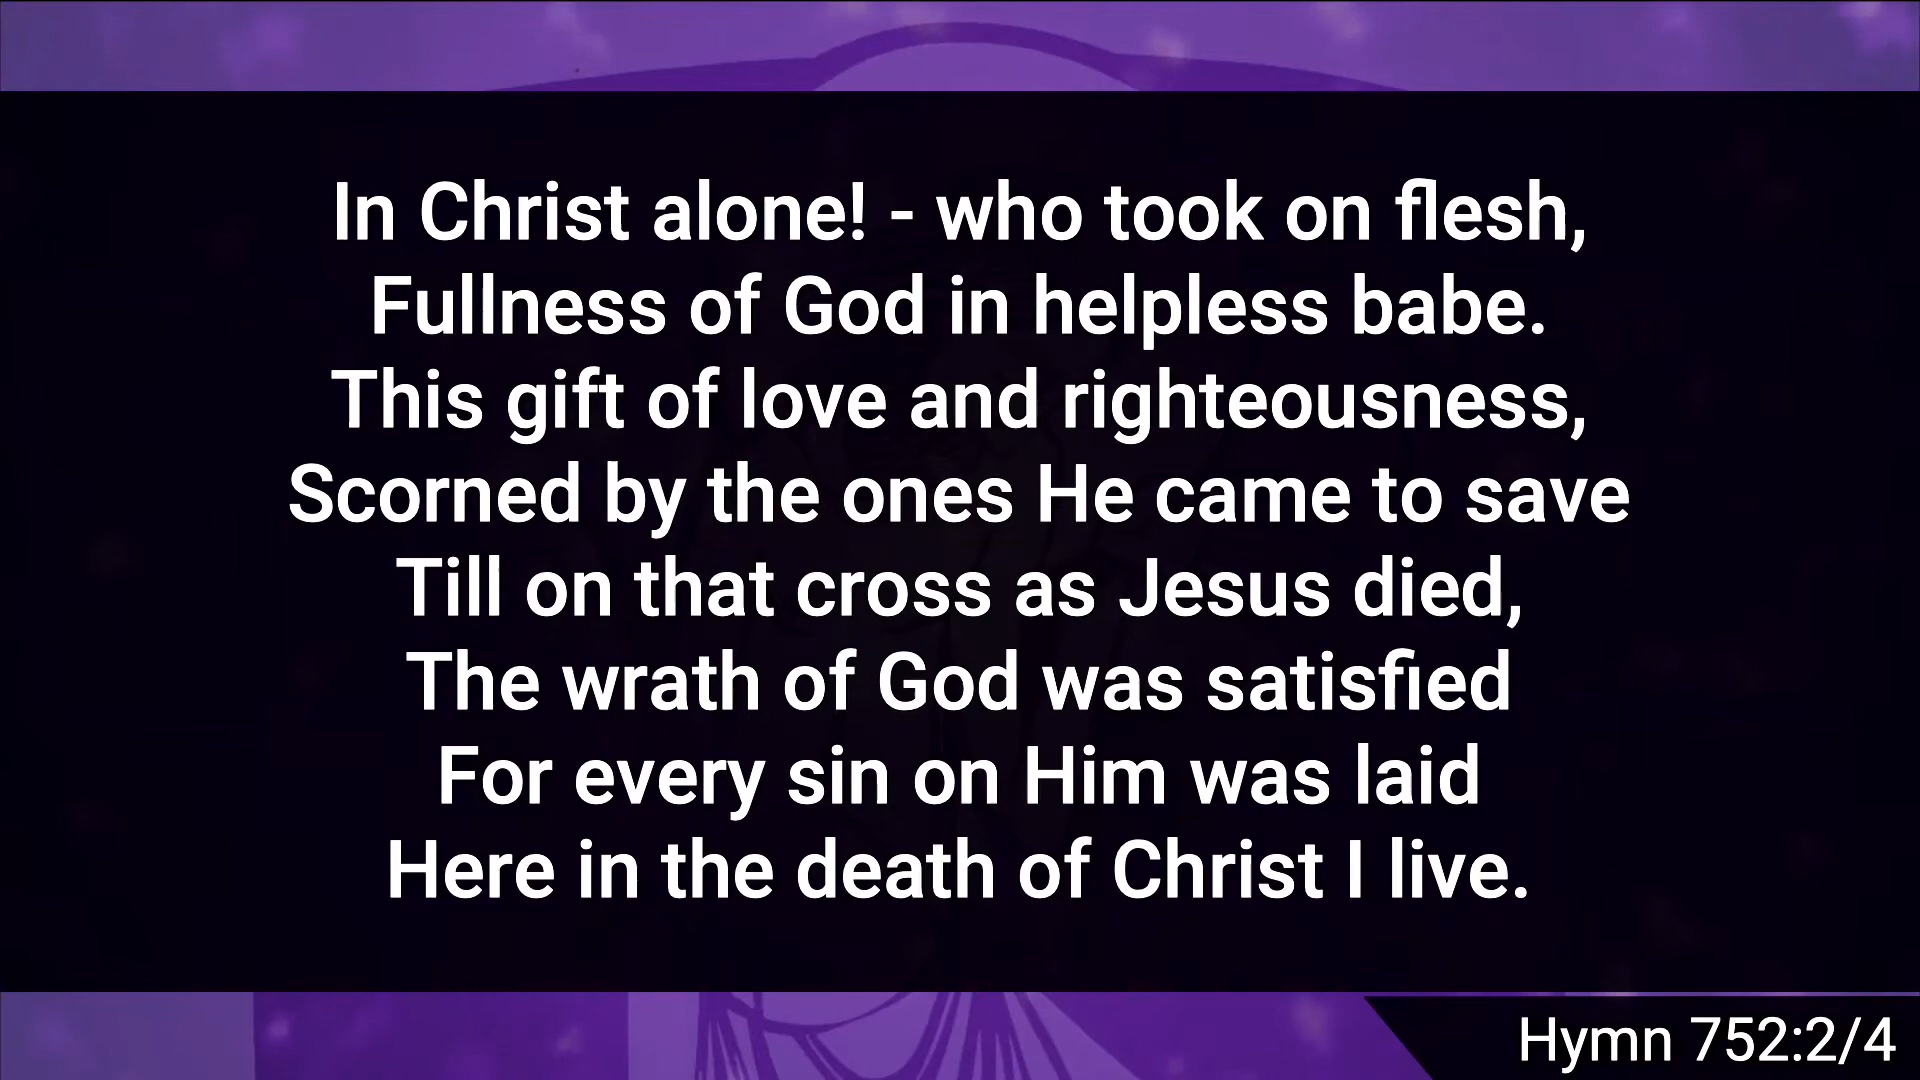 In Christ alone! - who took on flesh,
Fullness of God in helpless babe.
This gift of love and righteousness,
Scorned by the ones He came to save
Till on that cross as Jesus died,
The wrath of God was satisfied
For every sin on Him was laid
Here in the death of Christ I live.
Hymn 752:2/4